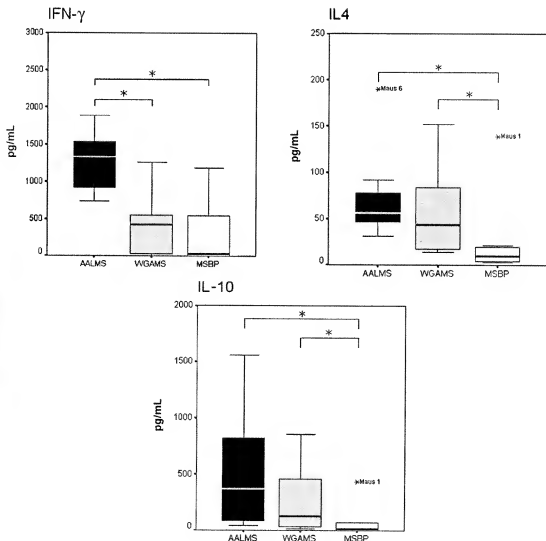 IFN-γ
3000
2500
2000
1500
1000
500
0
pg/mL
*
*
AALMS WGAMS MSBP
IL4
250
200
150
100
50
0
pg/mL
*
*
*Maus 6
*Maus 1
AALMS WGAMS MSBP
IL-10
2000
1500
1000
500
0
pg/mL
*
*
*Maus 1
AALMS WGAMS MSBP